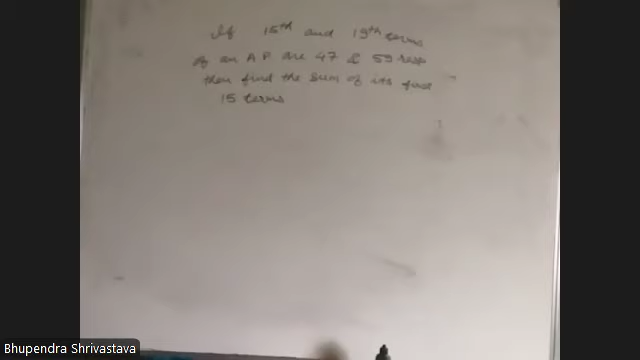 If 15th and 19th terms
of an A P are 47 & 59 resp
then find the sum of its first
15 terms
Bhupendra Shrivastava